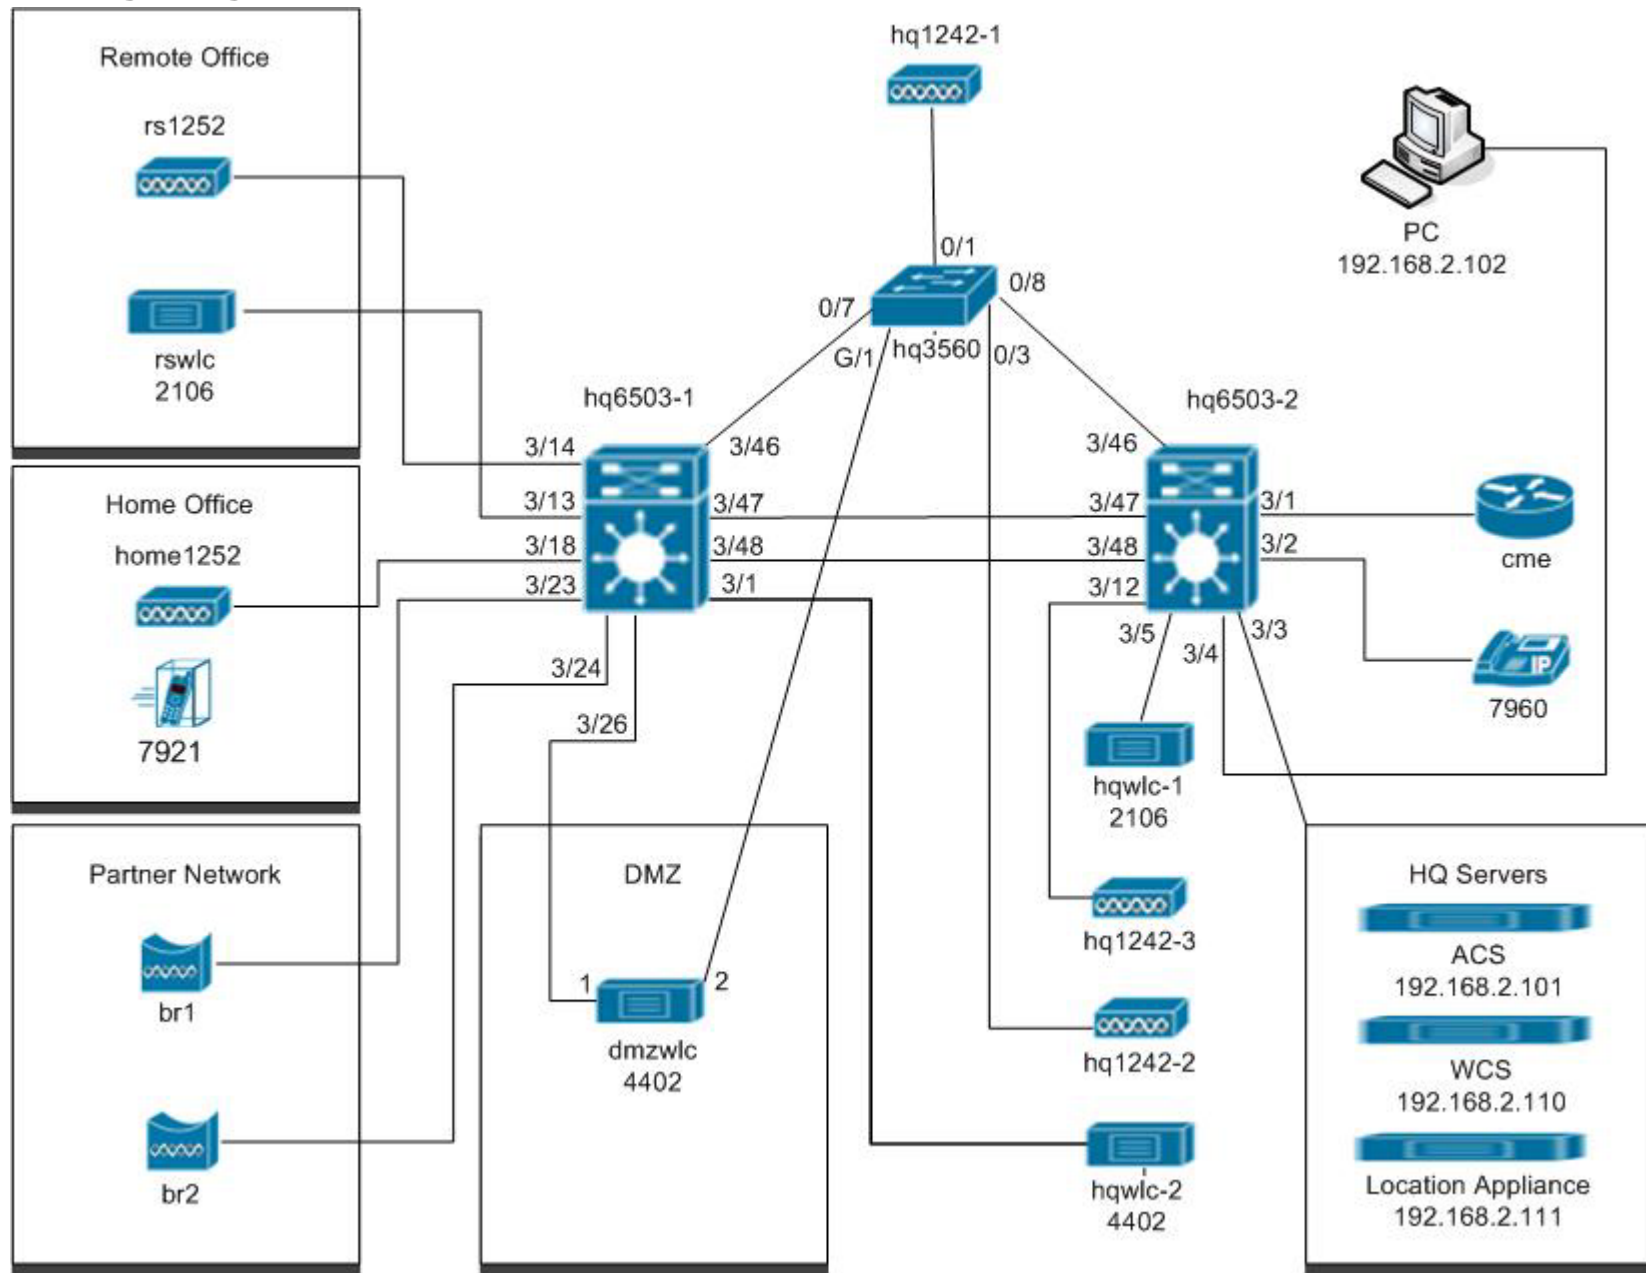 Remote Office
rs1252
rswlc
2106
Home Office
home1252
7921
Partner Network
br1
br2
hq1242-1
0/1
0/8
0/7
hq3560
G/1
0/3
PC
192.168.2.102
hq6503-1
3/14
3/46
3/13
3/47
3/18
3/48
3/23
3/1
3/24
3/26
hq6503-2
3/46
3/47
3/1
3/48
3/2
3/12
3/5
3/4
3/3
cme
IP
7960
hqwlc-1
2106
hq1242-3
hq1242-2
hqwlc-2
4402
DMZ
1
2
dmzwlc
4402
HQ Servers
ACS
192.168.2.101
WCS
192.168.2.110
Location Appliance
192.168.2.111